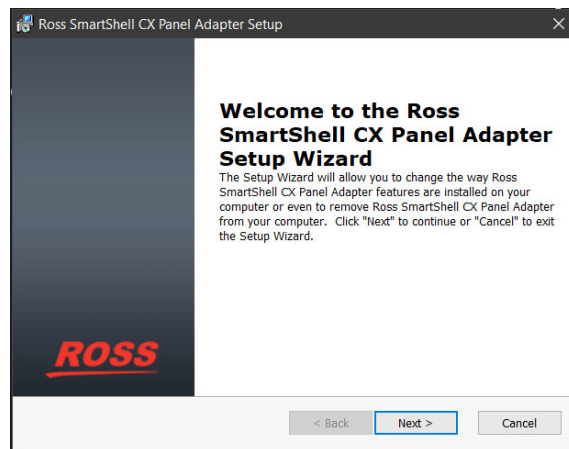 Ross SmartShell CX Panel Adapter Setup
Welcome to the Ross
SmartShell CX Panel Adapter
Setup Wizard
The Setup Wizard will allow you to change the way Ross
SmartShell CX Panel Adapter features are installed on your
computer or even to remove Ross SmartShell CX Panel Adapter
from your computer. Click "Next" to continue or "Cancel" to exit
the Setup Wizard.
ROSS
< Back Next > Cancel